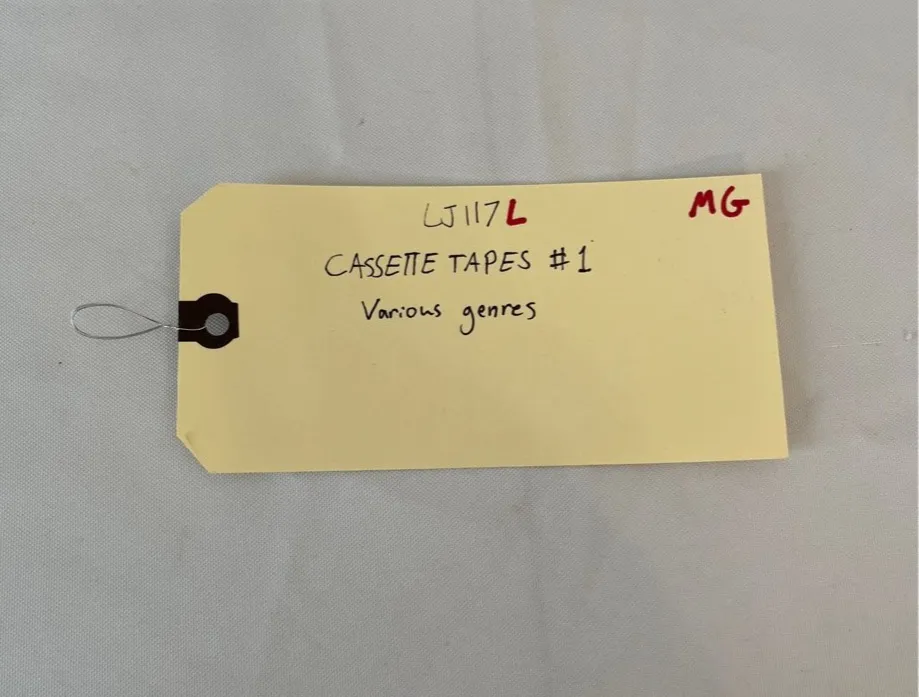 LJ117L
MG
CASSETTE TAPES #1
Various genres